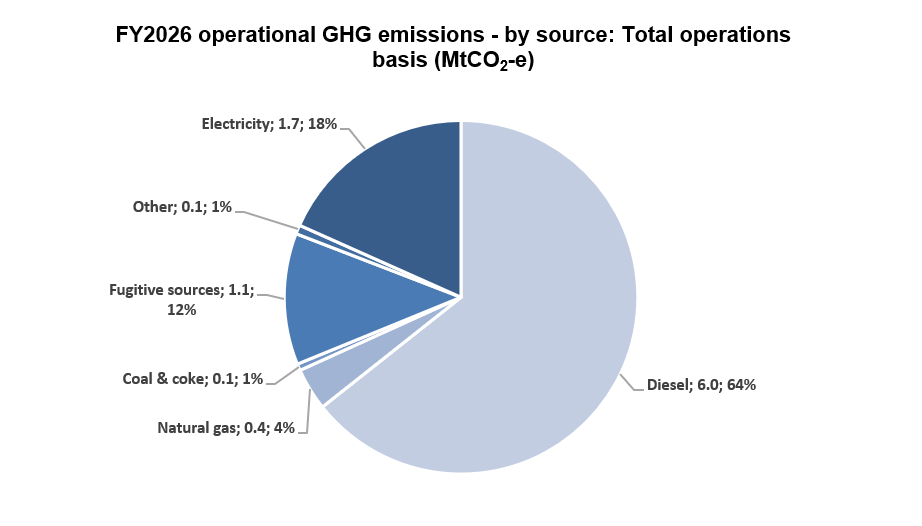 FY2026 operational GHG emissions - by source: Total operations
basis (MtCO₂-e)
Electricity; 1.7; 18%
Other; 0.1; 1%
Fugitive sources; 1.1;
12%
Coal & coke; 0.1; 1%
Natural gas; 0.4; 4%
Diesel; 6.0; 64%